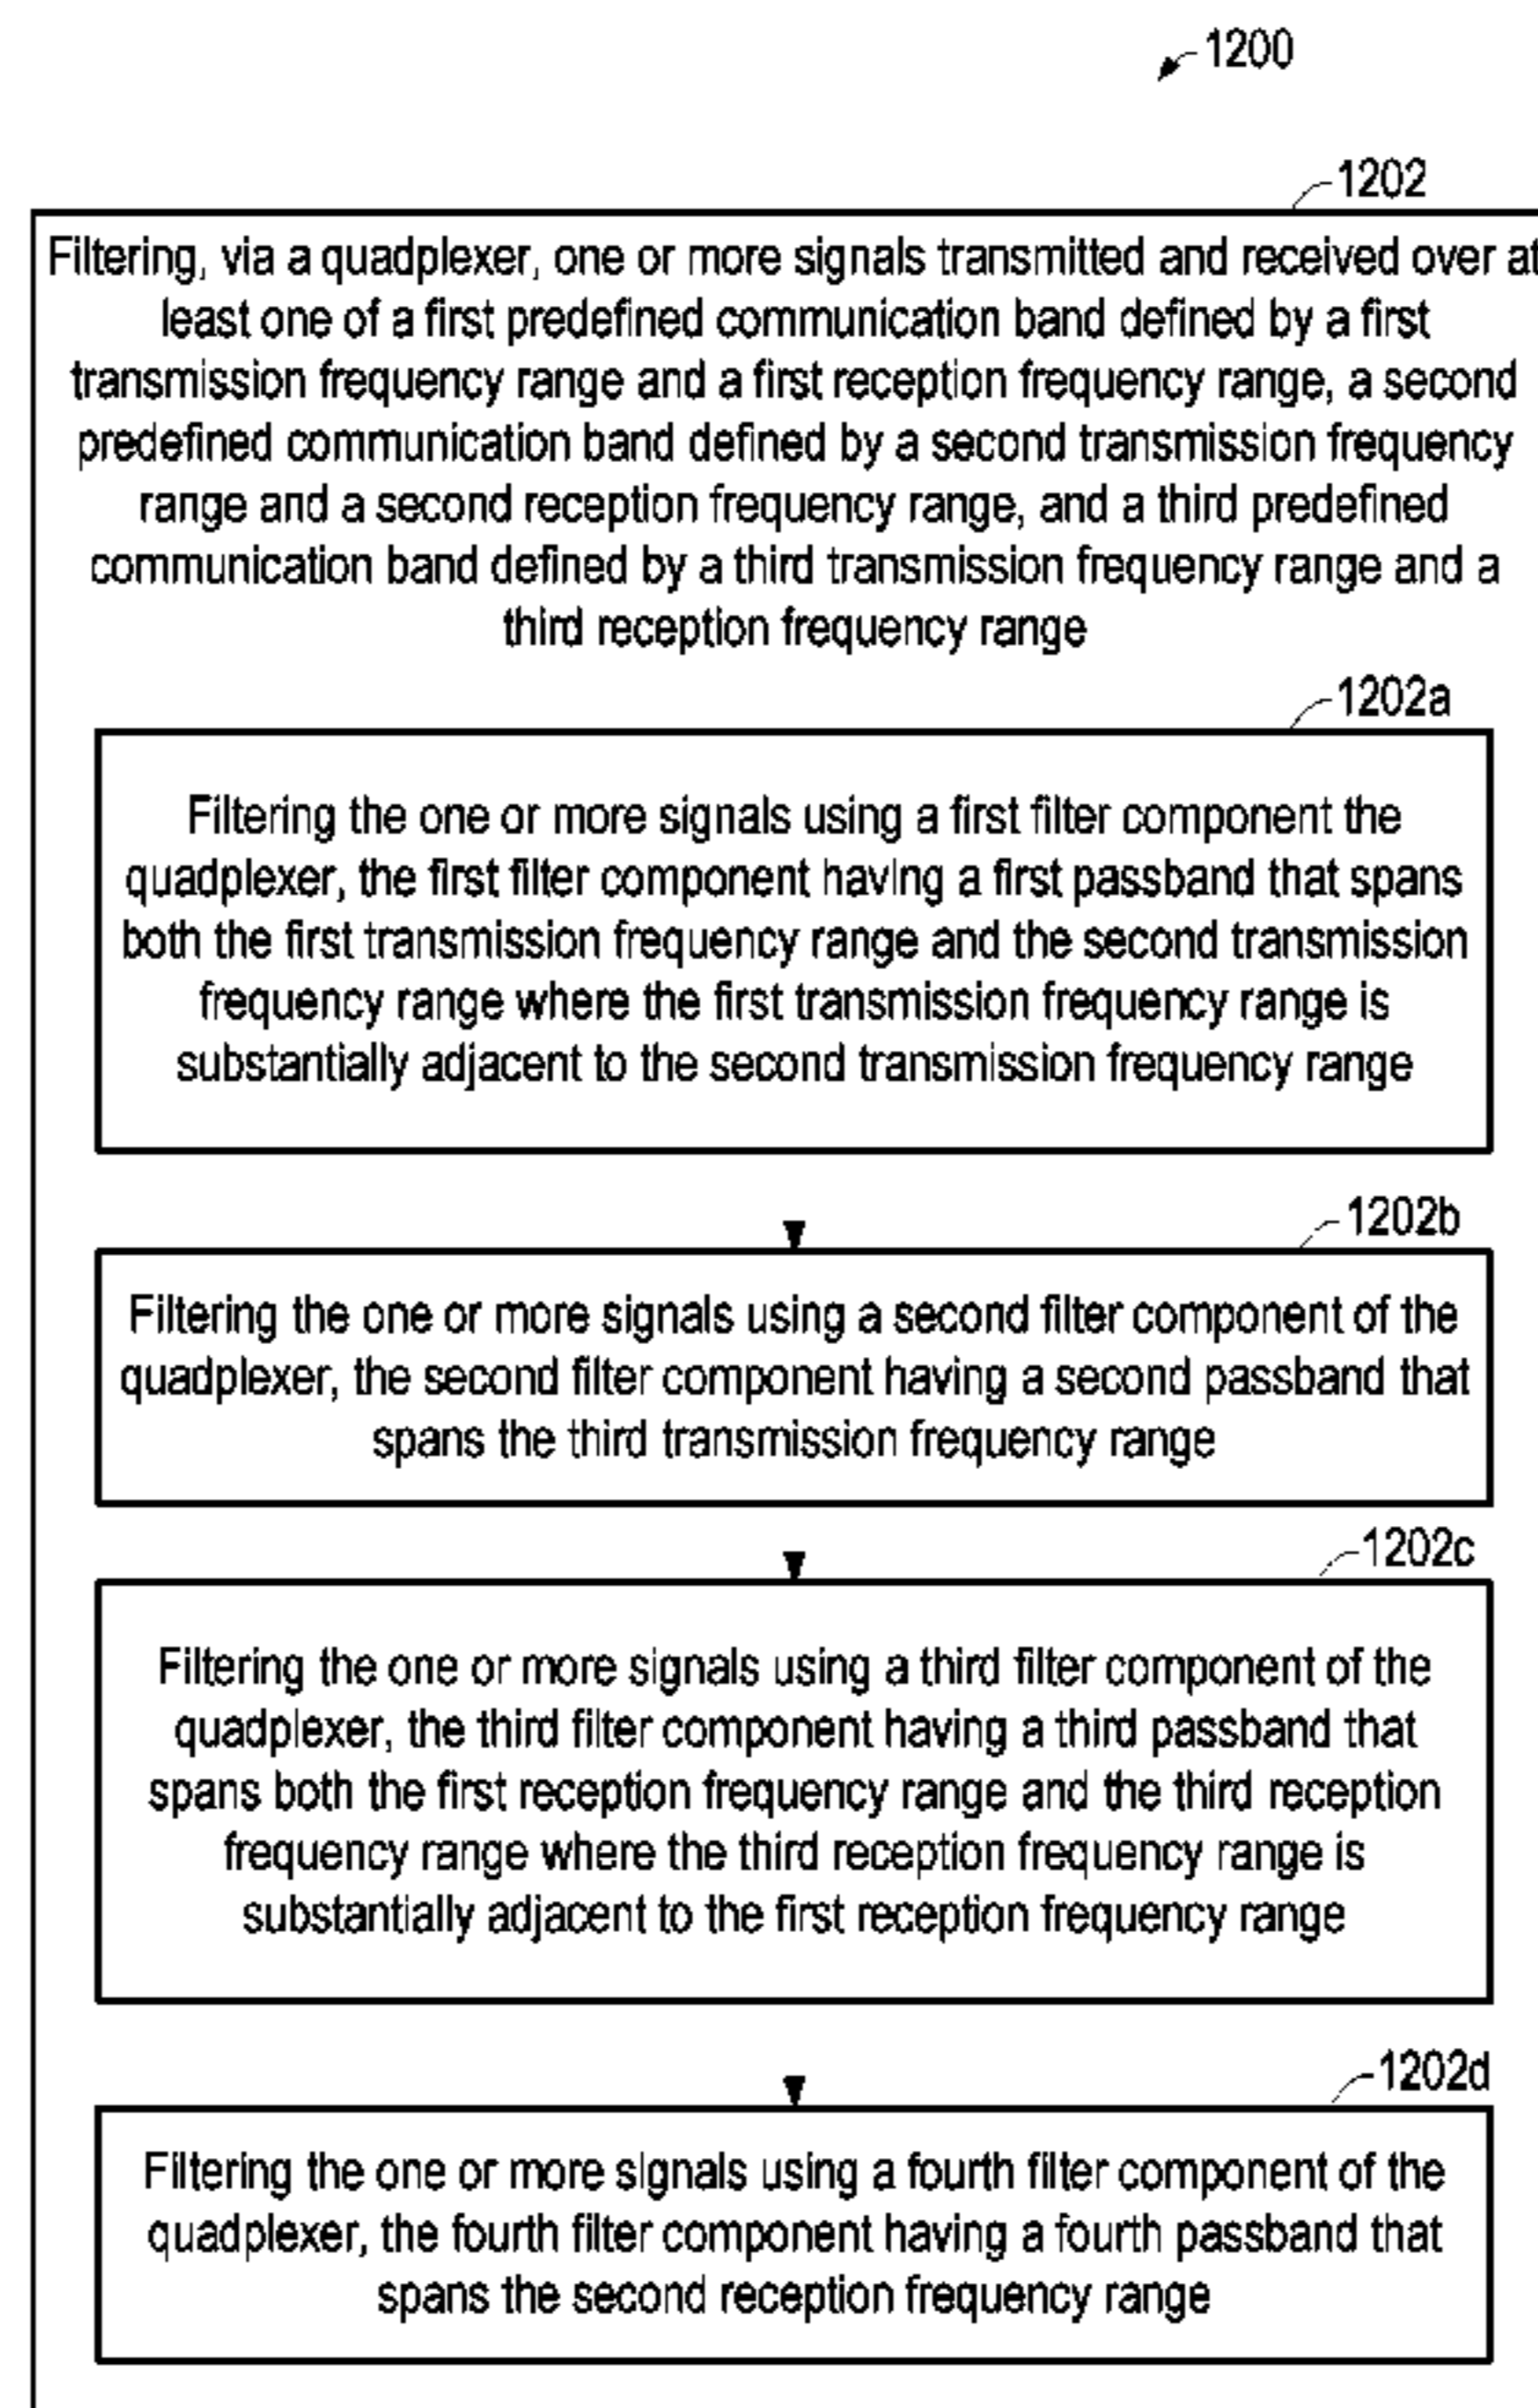 1200
1202
Filtering, via a quadplexer, one or more signals transmitted and received over at
least one of a first predefined communication band defined by a first
transmission frequency range and a first reception frequency range, a second
predefined communication band defined by a second transmission frequency
range and a second reception frequency range, and a third predefined
communication band defined by a third transmission frequency range and a
third reception frequency range
1202a
Filtering the one or more signals using a first filter component the
quadplexer, the first filter component having a first passband that spans
both the first transmission frequency range and the second transmission
frequency range where the first transmission frequency range is
substantially adjacent to the second transmission frequency range
1202b
Filtering the one or more signals using a second filter component of the
quadplexer, the second filter component having a second passband that
spans the third transmission frequency range
1202c
Filtering the one or more signals using a third filter component of the
quadplexer, the third filter component having a third passband that
spans both the first reception frequency range and the third reception
frequency range where the third reception frequency range is
substantially adjacent to the first reception frequency range
1202d
Filtering the one or more signals using a fourth filter component of the
quadplexer, the fourth filter component having a fourth passband that
spans the second reception frequency range